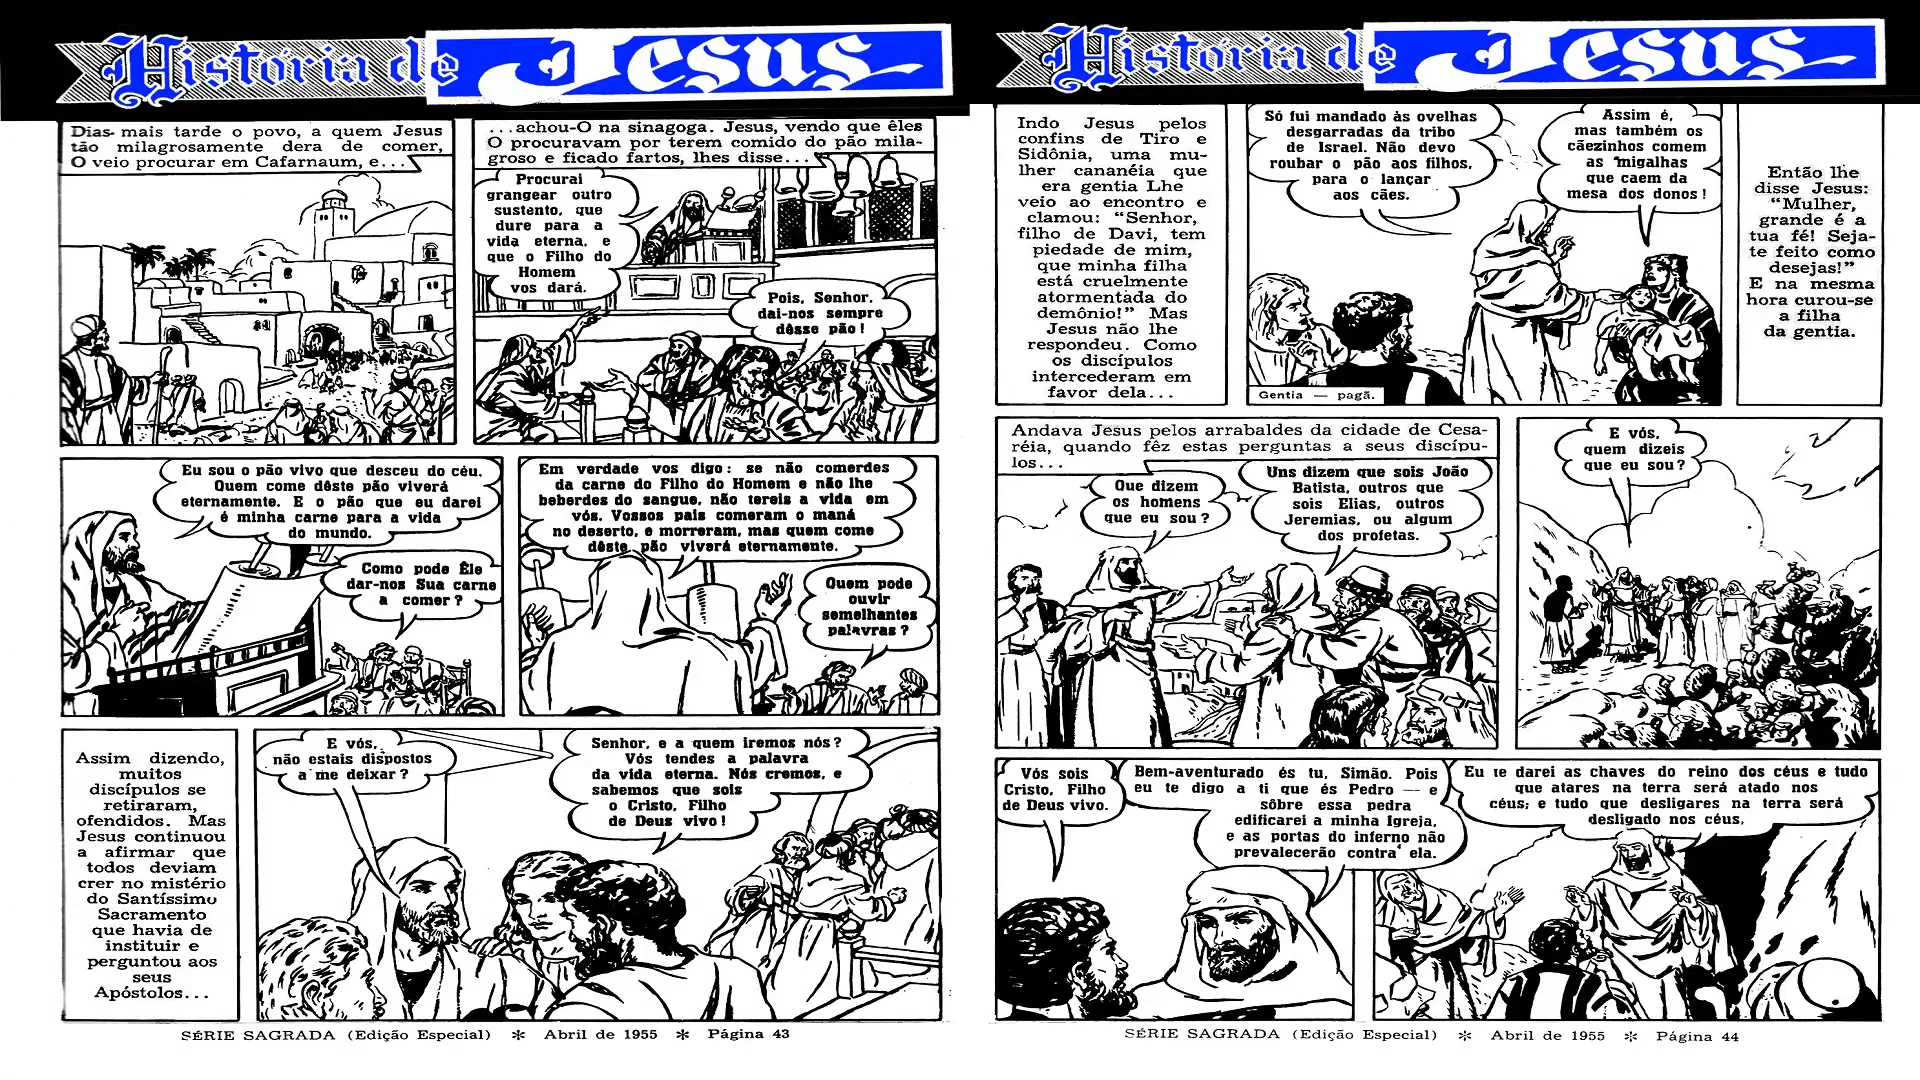 História de Jesus
Dias mais tarde o povo, a quem Jesus
tão milagrosamente dera de comer,
O veio procurar em Cafarnaum, e...
...achou-O na sinagoga. Jesus, vendo que êles
O procuravam por terem comido do pão mila-
groso e ficado fartos, lhes disse...
Procurai
grangear outro
sustento, que
dure para a
vida eterna, e
que o Filho do
Homem
vos dará.
Pois, Senhor,
dai-nos sempre
dêsse pão!
Eu sou o pão vivo que desceu do céu.
Quem come dêste pão viverá
eternamente. E o pão que eu darei
é minha carne para a vida
do mundo.
Como pode Êle
dar-nos Sua carne
a comer?
Em verdade vos digo: se não comerdes
da carne do Filho do Homem e não lhe
beberdes do sangue, não tereis a vida em
vós. Vossos pais comeram o maná
no deserto, e morreram, mas quem come
dêste pão viverá eternamente.
Quem pode
ouvir
semelhantes
palavras?
Assim dizendo,
muitos
discípulos se
retiraram,
ofendidos. Mas
Jesus continuou
a afirmar que
todos deviam
crer no mistério
do Santíssimo
Sacramento
que havia de
instituir e
perguntou aos
seus
Apóstolos...
E vós,
não estais dispostos
a me deixar?
Senhor, e a quem iremos nós?
Vós tendes a palavra
da vida eterna. Nós cremos, e
sabemos que sois
o Cristo, Filho
de Deus vivo!
SÉRIE SAGRADA (Edição Especial) * Abril de 1955 * Página 43
História de Jesus
Indo Jesus pelos
confins de Tiro e
Sidônia, uma mu-
lher cananéia que
era gentia Lhe
veio ao encontro e
clamou: "Senhor,
filho de Davi, tem
piedade de mim,
que minha filha
está cruelmente
atormentada do
demônio!" Mas
Jesus não lhe
respondeu. Como
os discípulos
intercederam em
favor dela...
Só fui mandado às ovelhas
desgarradas da tribo
de Israel. Não devo
roubar o pão aos filhos,
para o lançar
aos cães.
Assim é,
mas também os
cãezinhos comem
as migalhas
que caem da
mesa dos donos!
Gentia — pagã.
Então lhe
disse Jesus:
"Mulher,
grande é a
tua fé! Seja-
te feito como
desejas!"
E na mesma
hora curou-se
a filha
da gentia.
Andava Jesus pelos arrabaldes da cidade de Cesa-
réia, quando fêz estas perguntas a seus discípu-
los...
Que dizem
os homens
que eu sou?
Uns dizem que sois João
Batista, outros que
sois Elias, outros
Jeremias, ou algum
dos profetas.
E vós,
quem dizeis
que eu sou?
Vós sois
Cristo, Filho
de Deus vivo.
Bem-aventurado és tu, Simão. Pois
eu te digo a ti que és Pedro — e
sôbre essa pedra
edificarei a minha Igreja,
e as portas do inferno não
prevalecerão contra ela.
Eu te darei as chaves do reino dos céus e tudo
que atares na terra será atado nos
céus; e tudo que desligares na terra será
desligado nos céus.
SÉRIE SAGRADA (Edição Especial) * Abril de 1955 * Página 44